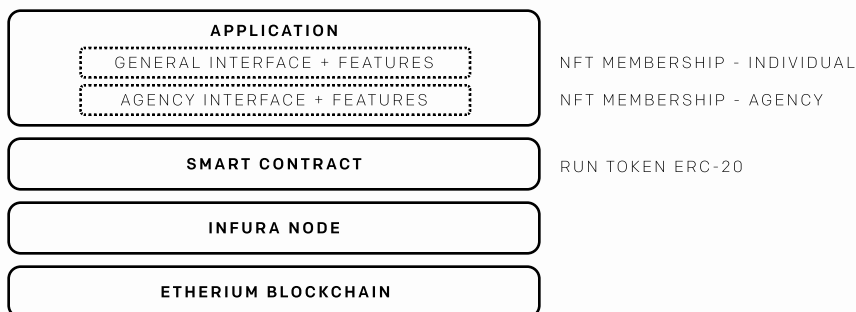 APPLICATION
GENERAL INTERFACE + FEATURES
NFT MEMBERSHIP - INDIVIDUAL
AGENCY INTERFACE + FEATURES
NFT MEMBERSHIP - AGENCY
SMART CONTRACT
RUN TOKEN ERC-20
INFURA NODE
ETHERIUM BLOCKCHAIN